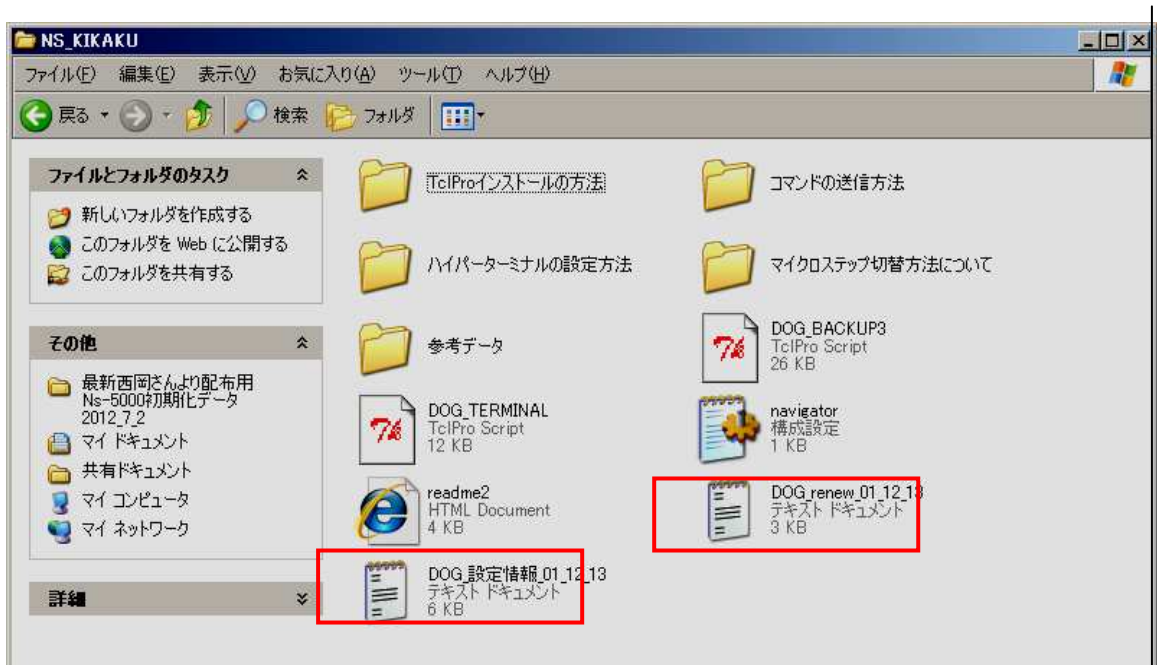 NS_KIKAKU
ファイル(F) 編集(E) 表示(V) お気に入り(A) ツール(T) ヘルプ(H)
戻る 検索 フォルダ
ファイルとフォルダのタスク
新しいフォルダを作成する
このフォルダを Web に公開する
このフォルダを共有する
その他
最新西岡さんより配布用
Ns-5000初期化データ
2012_7_2
マイ ドキュメント
共有ドキュメント
マイ コンピュータ
マイ ネットワーク
詳細
TclProインストールの方法
コマンドの送信方法
ハイパーターミナルの設定方法
マイクロステップ切替方法について
参考データ
DOG_BACKUP3
TclPro Script
26 KB
DOG_TERMINAL
TclPro Script
12 KB
navigator
構成設定
1 KB
readme2
HTML Document
4 KB
DOG_renew_01_12_13
テキスト ドキュメント
3 KB
DOG_設定情報_01_12_13
テキスト ドキュメント
6 KB